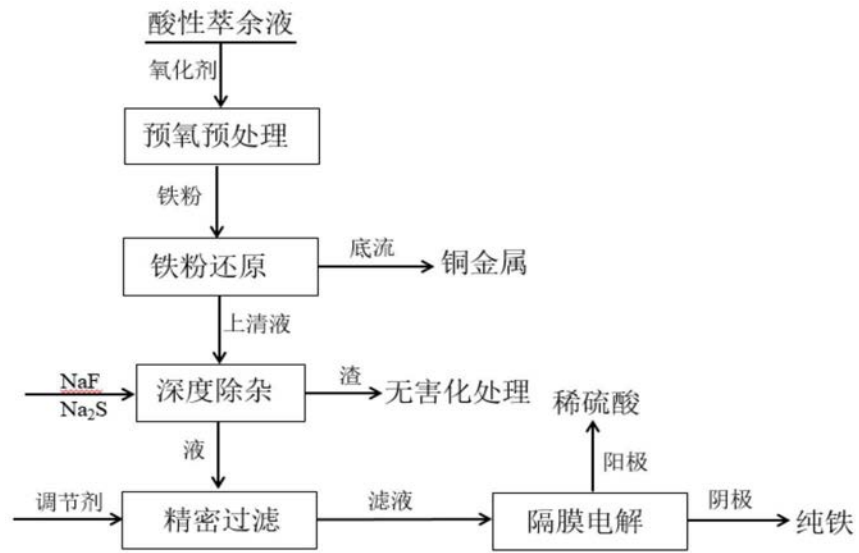 酸性萃余液
氧化剂
预氧预处理
铁粉
铁粉还原
底流
铜金属
上清液
NaF
Na₂S
深度除杂
渣
无害化处理
稀硫酸
液
阳极
调节剂
精密过滤
滤液
隔膜电解
阴极
纯铁